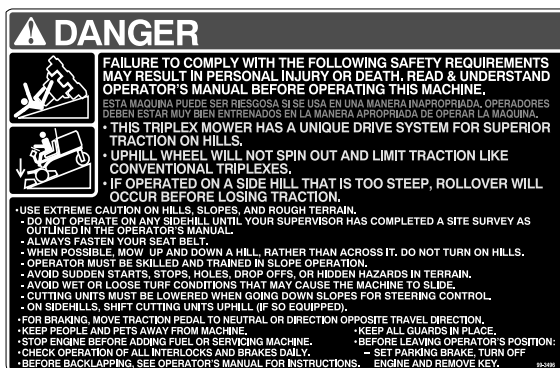 DANGER
FAILURE TO COMPLY WITH THE FOLLOWING SAFETY REQUIREMENTS
MAY RESULT IN PERSONAL INJURY OR DEATH. READ & UNDERSTAND
OPERATOR'S MANUAL BEFORE OPERATING THIS MACHINE.
ESTA MAQUINA PUEDE SER RIESGOSA SI SE USA EN UNA MANERA INAPROPRIADA. OPERADORES
DEBEN ESTAR MUY BIEN ENTRENADOS EN LA MANERA APROPRIADA DE OPERAR LA MAQUINA.
• THIS TRIPLEX MOWER HAS A UNIQUE DRIVE SYSTEM FOR SUPERIOR
TRACTION ON HILLS.
• UPHILL WHEEL WILL NOT SPIN OUT AND LIMIT TRACTION LIKE
CONVENTIONAL TRIPLEXES.
• IF OPERATED ON A SIDE HILL THAT IS TOO STEEP, ROLLOVER WILL
OCCUR BEFORE LOSING TRACTION.
•USE EXTREME CAUTION ON HILLS, SLOPES, AND ROUGH TERRAIN.
- DO NOT OPERATE ON ANY SIDEHILL UNTIL YOUR SUPERVISOR HAS COMPLETED A SITE SURVEY AS
OUTLINED IN THE OPERATOR'S MANUAL.
- ALWAYS FASTEN YOUR SEAT BELT.
- WHEN POSSIBLE, MOW UP AND DOWN A HILL, RATHER THAN ACROSS IT. DO NOT TURN ON HILLS.
- OPERATOR MUST BE SKILLED AND TRAINED IN SLOPE OPERATION.
- AVOID SUDDEN STARTS, STOPS, HOLES, DROP OFFS, OR HIDDEN HAZARDS IN TERRAIN.
- AVOID WET OR LOOSE TURF CONDITIONS THAT MAY CAUSE THE MACHINE TO SLIDE.
- CUTTING UNITS MUST BE LOWERED WHEN GOING DOWN SLOPES FOR STEERING CONTROL.
- ON SIDEHILLS, SHIFT CUTTING UNITS UPHILL (IF SO EQUIPPED).
•FOR BRAKING, MOVE TRACTION PEDAL TO NEUTRAL OR DIRECTION OPPOSITE TRAVEL DIRECTION.
•KEEP PEOPLE AND PETS AWAY FROM MACHINE. •KEEP ALL GUARDS IN PLACE.
•STOP ENGINE BEFORE ADDING FUEL OR SERVICING MACHINE. •BEFORE LEAVING OPERATOR'S POSITION:
•CHECK OPERATION OF ALL INTERLOCKS AND BRAKES DAILY. – SET PARKING BRAKE, TURN OFF
•BEFORE BACKLAPPING, SEE OPERATOR'S MANUAL FOR INSTRUCTIONS. ENGINE AND REMOVE KEY.